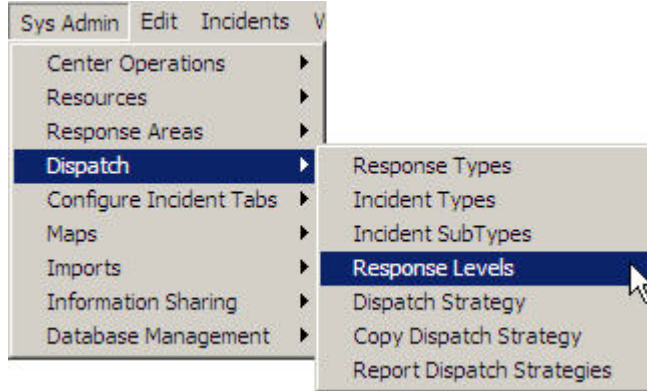 Sys Admin Edit Incidents
Center Operations
Resources
Response Areas
Dispatch
Configure Incident Tabs
Maps
Imports
Information Sharing
Database Management
Response Types
Incident Types
Incident SubTypes
Response Levels
Dispatch Strategy
Copy Dispatch Strategy
Report Dispatch Strategies